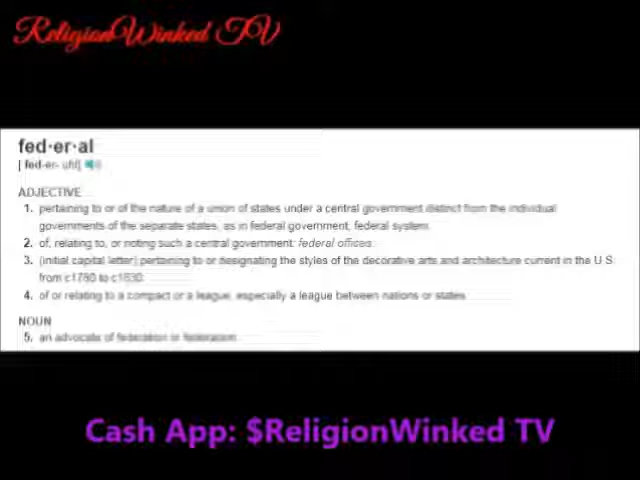 ReligionWinked TV
fed·er·al
[ fed-er-uhl]
ADJECTIVE
1. pertaining to or of the nature of a union of states under a central government distinct from the individual
governments of the separate states, as in federal government, federal system.
2. of, relating to, or noting such a central government: federal offices.
3. (initial capital letter) pertaining to or designating the styles of the decorative arts and architecture current in the U.S.
from c1780 to c1830.
4. of or relating to a compact or a league, especially a league between nations or states.
NOUN
5. an advocate of federation or federalism.
Cash App: $ReligionWinked TV